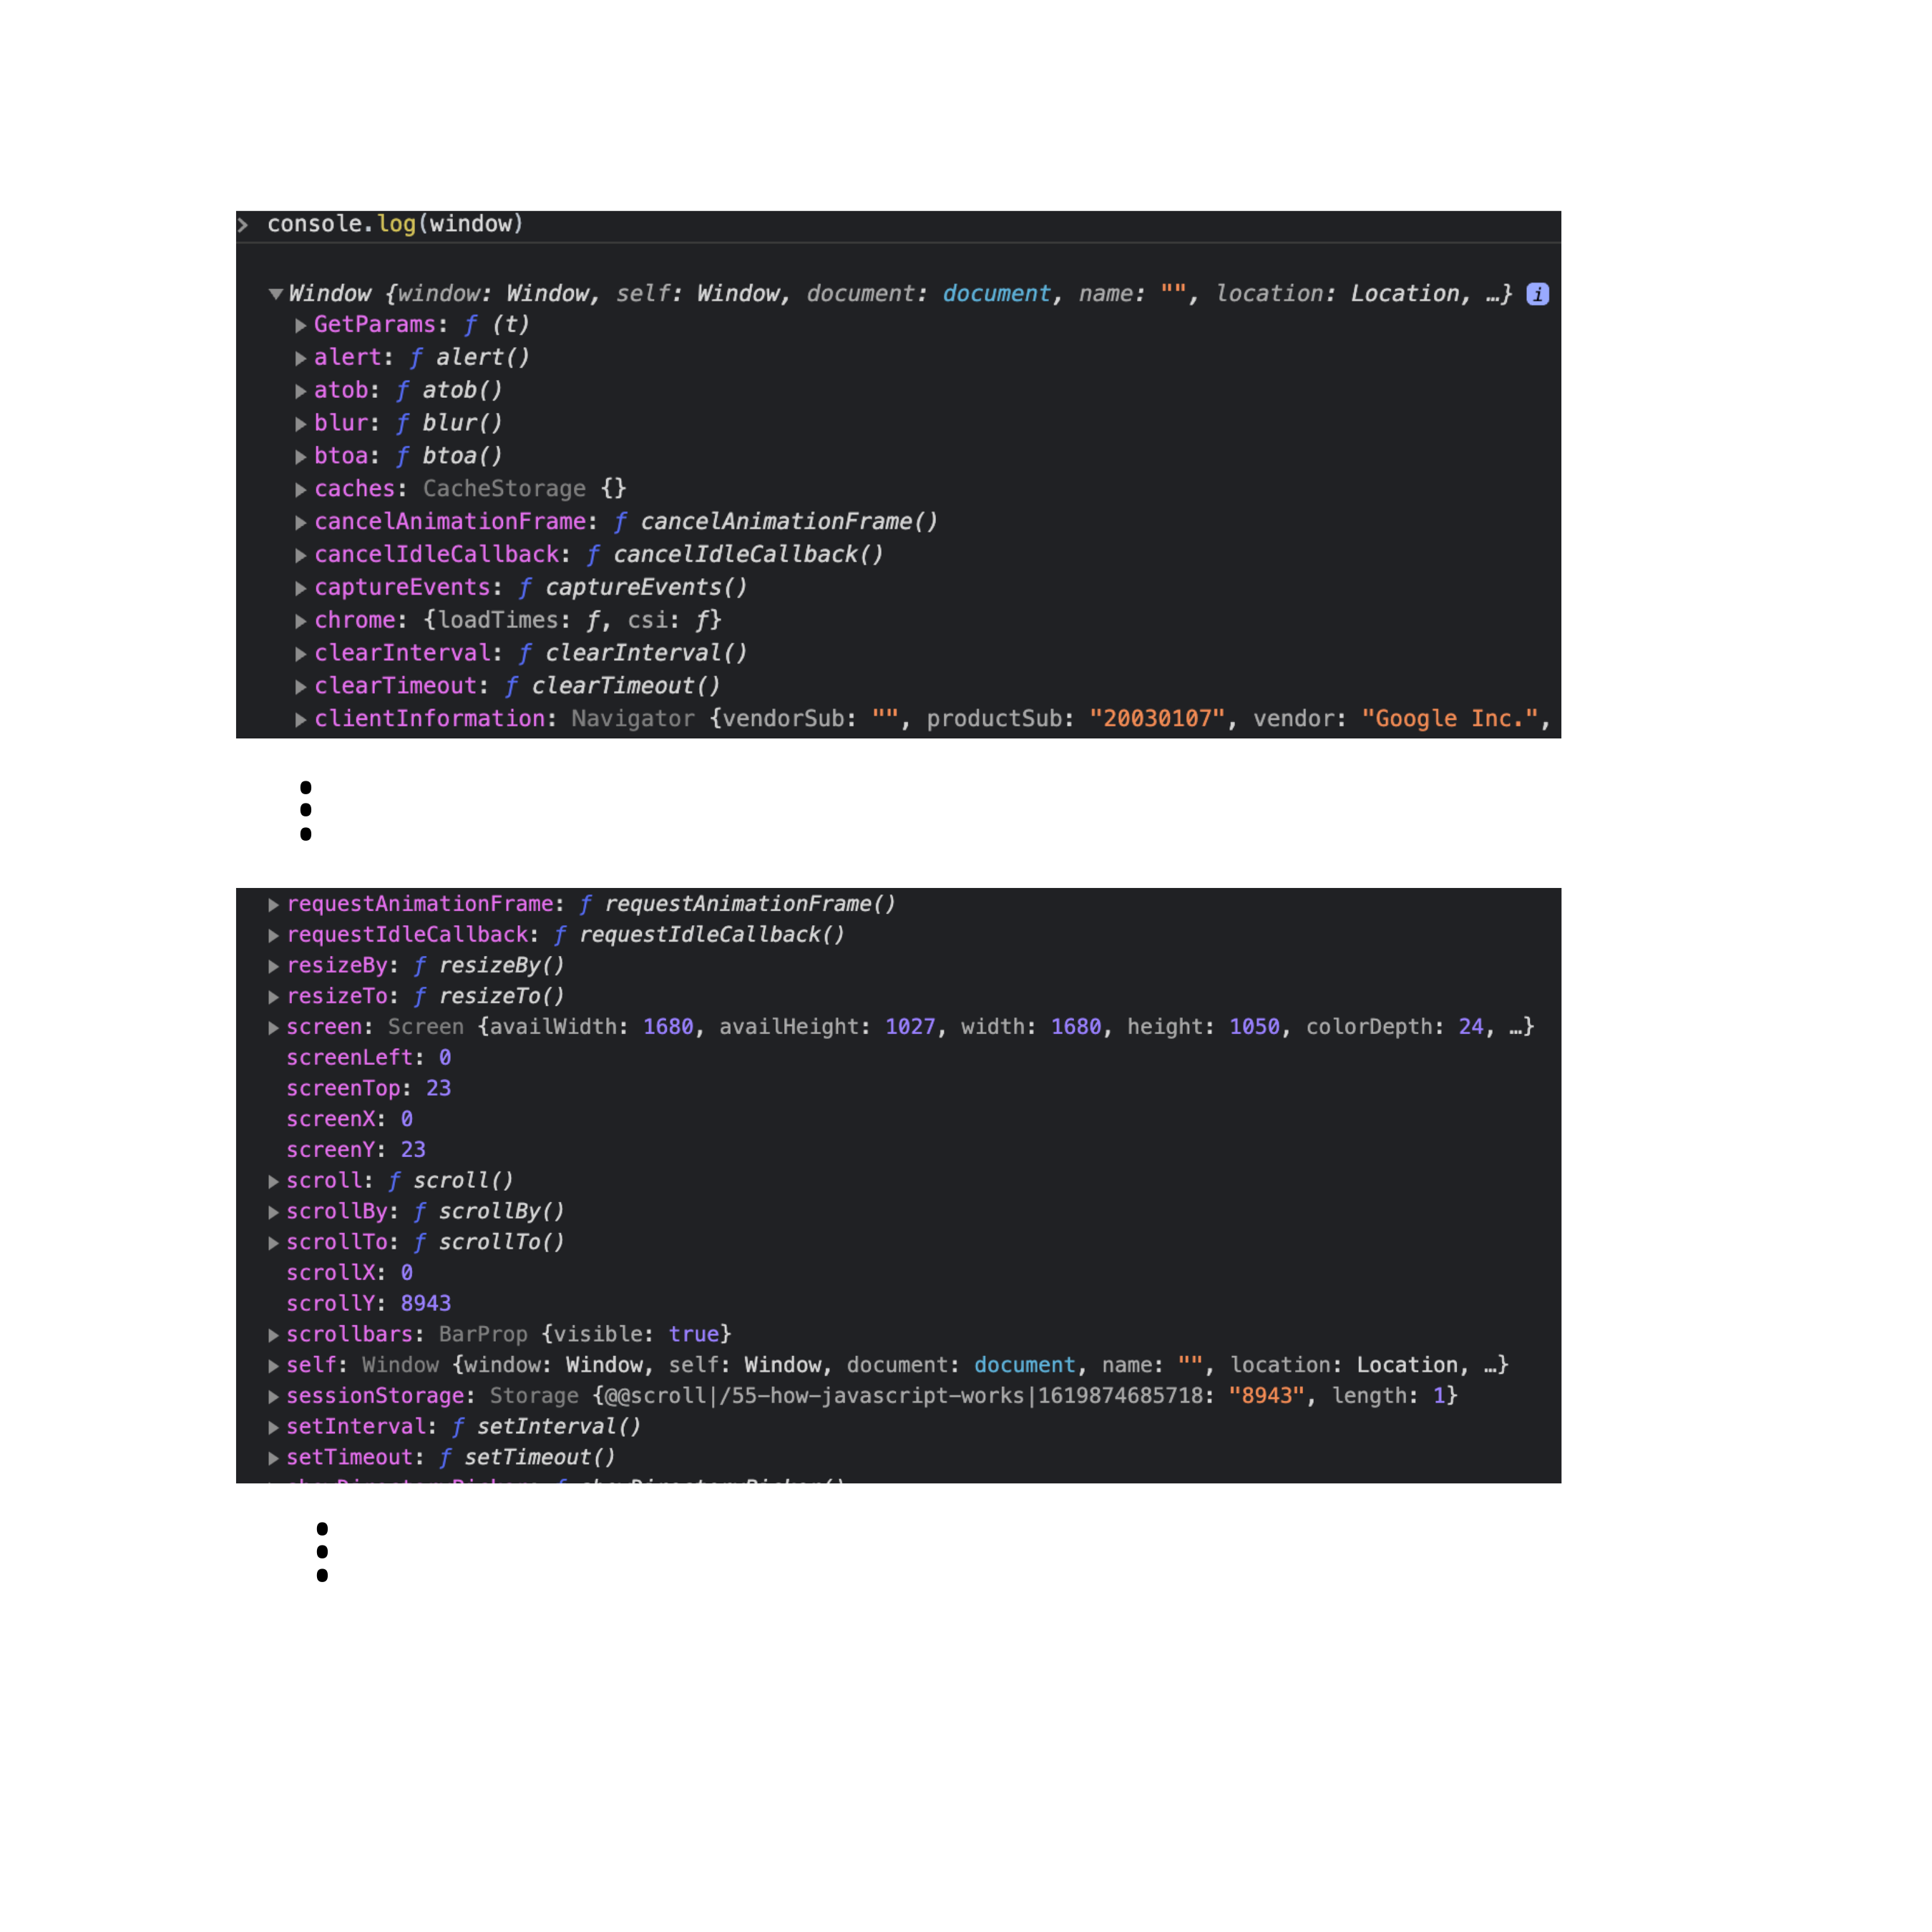 > console.log(window)
▼Window {window: Window, self: Window, document: document, name: "", location: Location, …} i
▶GetParams: ƒ (t)
▶alert: ƒ alert()
▶atob: ƒ atob()
▶blur: ƒ blur()
▶btoa: ƒ btoa()
▶caches: CacheStorage {}
▶cancelAnimationFrame: ƒ cancelAnimationFrame()
▶cancelIdleCallback: ƒ cancelIdleCallback()
▶captureEvents: ƒ captureEvents()
▶chrome: {loadTimes: ƒ, csi: ƒ}
▶clearInterval: ƒ clearInterval()
▶clearTimeout: ƒ clearTimeout()
▶clientInformation: Navigator {vendorSub: "", productSub: "20030107", vendor: "Google Inc.",
▶requestAnimationFrame: ƒ requestAnimationFrame()
▶requestIdleCallback: ƒ requestIdleCallback()
▶resizeBy: ƒ resizeBy()
▶resizeTo: ƒ resizeTo()
▶screen: Screen {availWidth: 1680, availHeight: 1027, width: 1680, height: 1050, colorDepth: 24, …}
screenLeft: 0
screenTop: 23
screenX: 0
screenY: 23
▶scroll: ƒ scroll()
▶scrollBy: ƒ scrollBy()
▶scrollTo: ƒ scrollTo()
scrollX: 0
scrollY: 8943
▶scrollbars: BarProp {visible: true}
▶self: Window {window: Window, self: Window, document: document, name: "", location: Location, …}
▶sessionStorage: Storage {@@scroll|/55-how-javascript-works|1619874685718: "8943", length: 1}
▶setInterval: ƒ setInterval()
▶setTimeout: ƒ setTimeout()